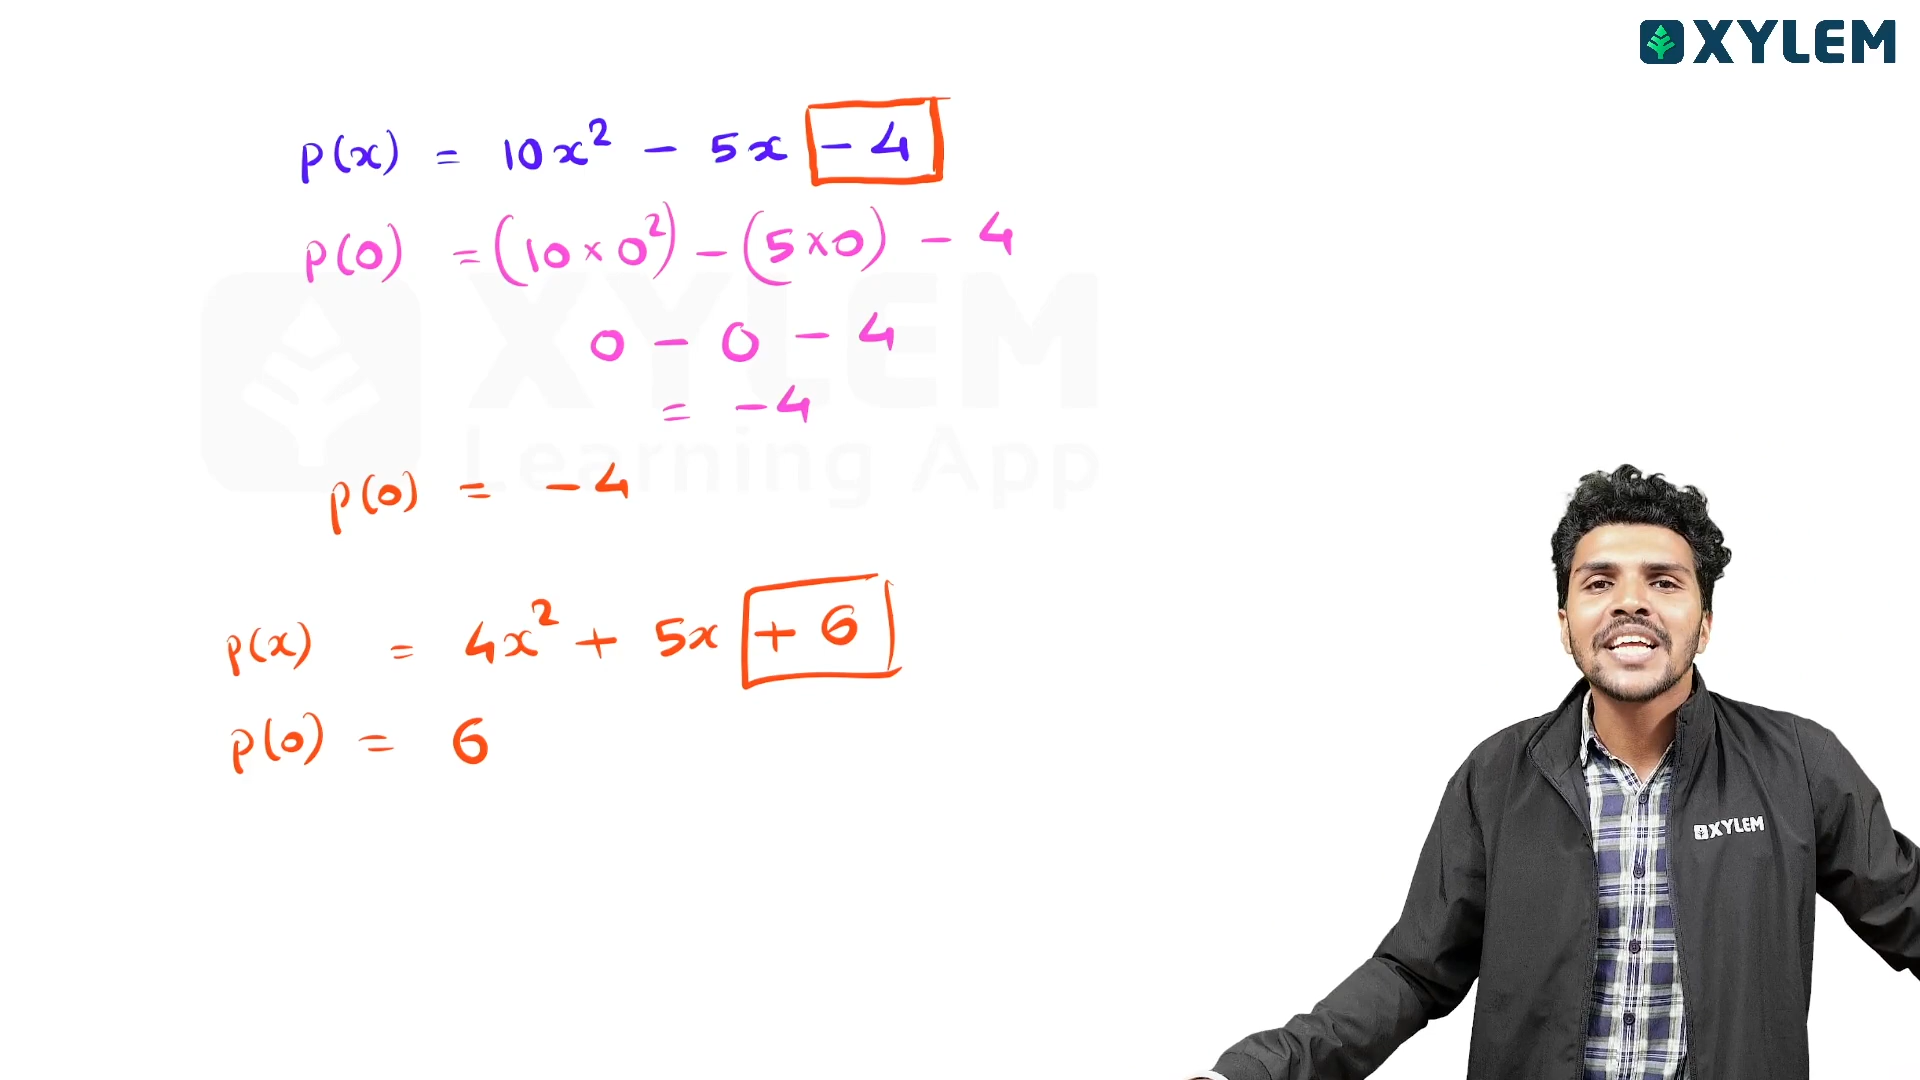 XYLEM
p(x) = 10x² - 5x - 4
p(0) = (10 × 0²) - (5×0) - 4
0 - 0 - 4
= -4
p(0) = -4
p(x) = 4x² + 5x + 6
p(0) = 6
XYLEM
Learning App
XYLEM